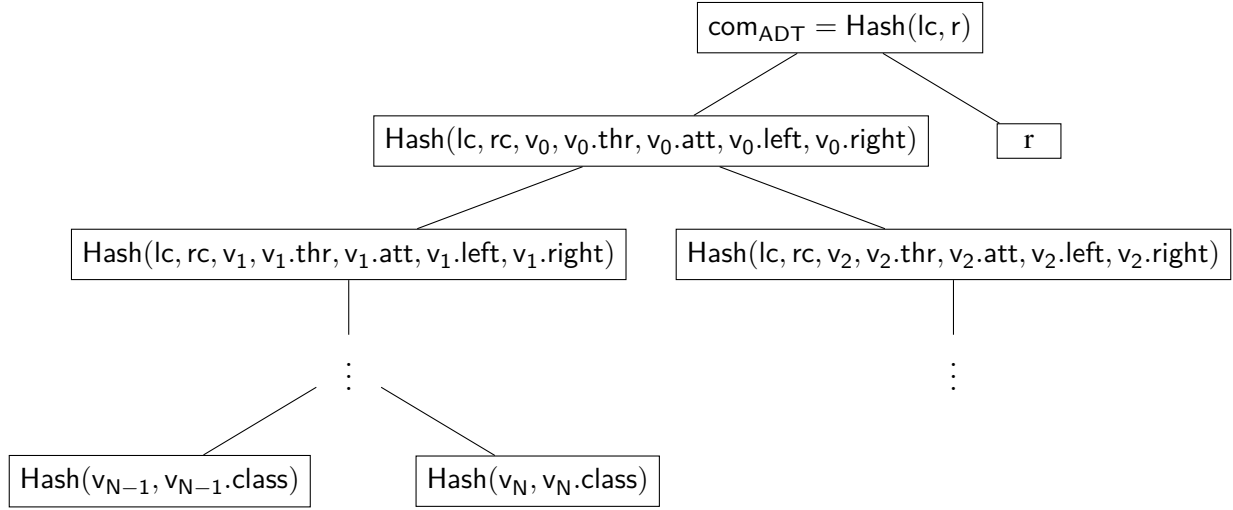 com_ADT = Hash(lc, r)
Hash(lc, rc, v_0, v_0.thr, v_0.att, v_0.left, v_0.right)
r
Hash(lc, rc, v_1, v_1.thr, v_1.att, v_1.left, v_1.right)
Hash(lc, rc, v_2, v_2.thr, v_2.att, v_2.left, v_2.right)
⋮
⋮
Hash(v_{N−1}, v_{N−1}.class)
Hash(v_N, v_N.class)